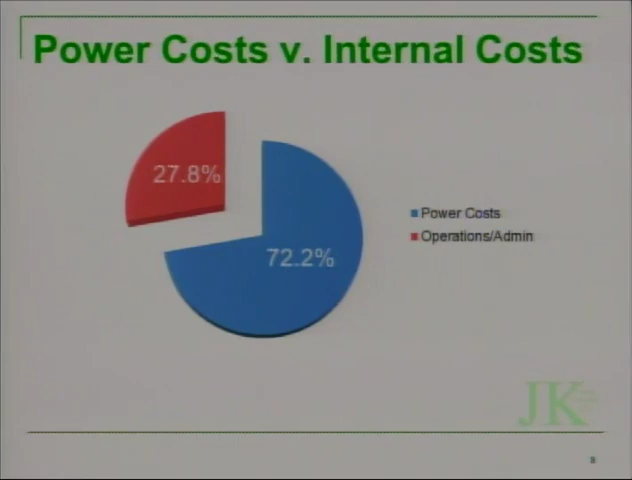 Power Costs v. Internal Costs
27.8%
72.2%
Power Costs
Operations/Admin
JK